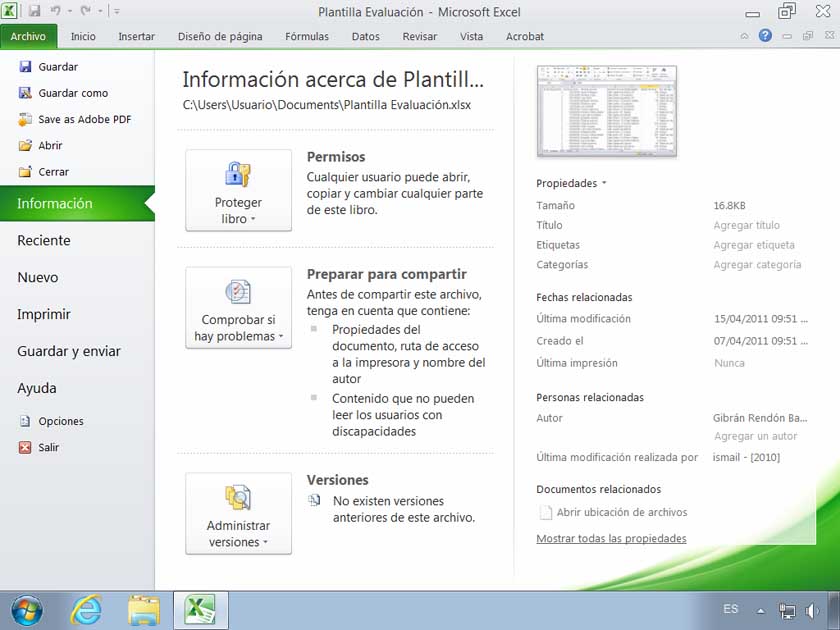 Plantilla Evaluación - Microsoft Excel
Archivo Inicio Insertar Diseño de página Fórmulas Datos Revisar Vista Acrobat
Guardar
Guardar como
Save as Adobe PDF
Abrir
Cerrar
Información
Reciente
Nuevo
Imprimir
Guardar y enviar
Ayuda
Opciones
Salir
Información acerca de Plantill...
C:\Users\Usuario\Documents\Plantilla Evaluación.xlsx
Proteger
libro
Permisos
Cualquier usuario puede abrir,
copiar y cambiar cualquier parte
de este libro.
Comprobar si
hay problemas
Preparar para compartir
Antes de compartir este archivo,
tenga en cuenta que contiene:
Propiedades del
documento, ruta de acceso
a la impresora y nombre del
autor
Contenido que no pueden
leer los usuarios con
discapacidades
Administrar
versiones
Versiones
No existen versiones
anteriores de este archivo.
Propiedades
Tamaño 16.8KB
Título Agregar título
Etiquetas Agregar etiqueta
Categorías Agregar categoría
Fechas relacionadas
Última modificación 15/04/2011 09:51 ...
Creado el 07/04/2011 09:51 ...
Última impresión Nunca
Personas relacionadas
Autor Gibrán Rendón Ba...
Agregar un autor
Última modificación realizada por ismail - [2010]
Documentos relacionados
Abrir ubicación de archivos
Mostrar todas las propiedades
ES